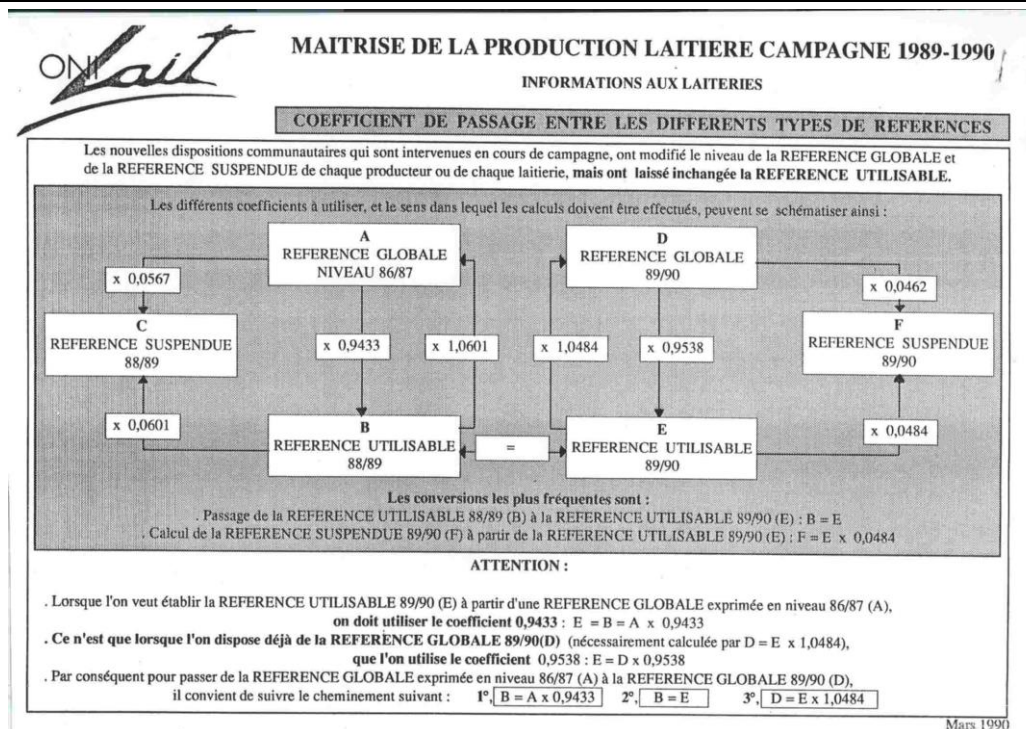 ONILait
MAITRISE DE LA PRODUCTION LAITIERE CAMPAGNE 1989-1990
INFORMATIONS AUX LAITERIES
COEFFICIENT DE PASSAGE ENTRE LES DIFFERENTS TYPES DE REFERENCES
Les nouvelles dispositions communautaires qui sont intervenues en cours de campagne, ont modifié le niveau de la REFERENCE GLOBALE et
de la REFERENCE SUSPENDUE de chaque producteur ou de chaque laitierie, mais ont laissé inchangée la REFERENCE UTILISABLE.
Les différents coefficients à utiliser, et le sens dans lequel les calculs doivent être effectués, peuvent se schématiser ainsi :
A
REFERENCE GLOBALE
NIVEAU 86/87
D
REFERENCE GLOBALE
89/90
x 0,0567
x 0,0462
C
REFERENCE SUSPENDUE
88/89
x 0,9433
x 1,0601
x 1,0484
x 0,9538
F
REFERENCE SUSPENDUE
89/90
x 0,0601
B
REFERENCE UTILISABLE
88/89
=
E
REFERENCE UTILISABLE
89/90
x 0,0484
Les conversions les plus fréquentes sont :
. Passage de la REFERENCE UTILISABLE 88/89 (B) à la REFERENCE UTILISABLE 89/90 (E) : B = E
. Calcul de la REFERENCE SUSPENDUE 89/90 (F) à partir de la REFERENCE UTILISABLE 89/90 (E) : F = E x 0,0484
ATTENTION :
. Lorsque l'on veut établir la REFERENCE UTILISABLE 89/90 (E) à partir d'une REFERENCE GLOBALE exprimée en niveau 86/87 (A),
on doit utiliser le coefficient 0,9433 : E = B = A x 0,9433
. Ce n'est que lorsque l'on dispose déjà de la REFERENCE GLOBALE 89/90(D) (nécessairement calculée par D = E x 1,0484),
que l'on utilise le coefficient 0,9538 : E = D x 0,9538
. Par conséquent pour passer de la REFERENCE GLOBALE exprimée en niveau 86/87 (A) à la REFERENCE GLOBALE 89/90 (D),
il convient de suivre le cheminement suivant : 1°, B = A x 0,9433 2°, B = E 3°, D = E x 1,0484
Mars 1990